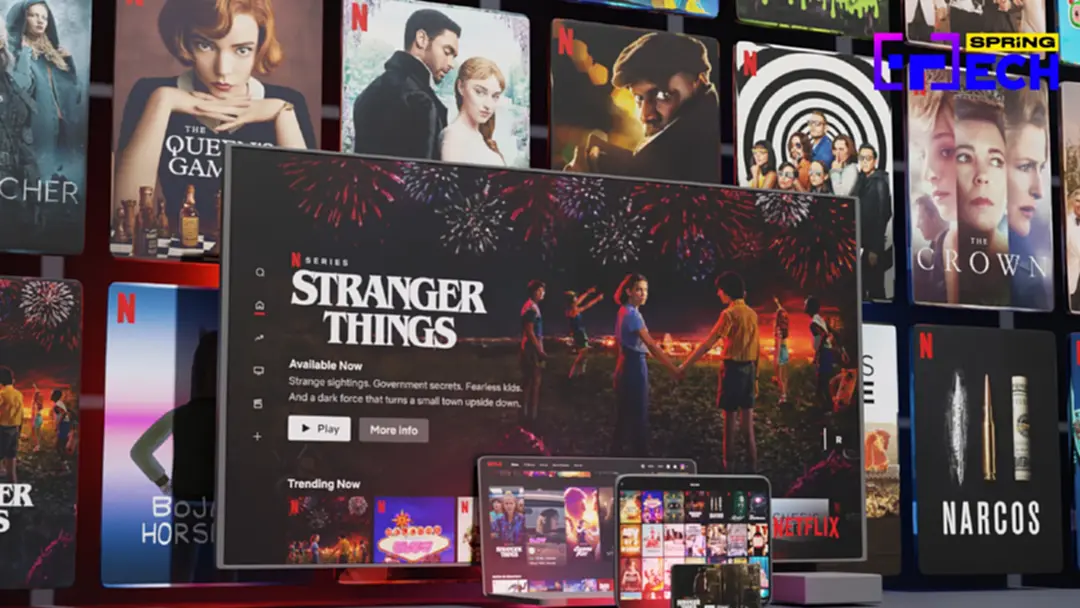 SPRiNG
TECH
N
THE
QUEEN'S
GAM
N
N
N
CHER
THE
CROWN
N SERIES
STRANGER
THINGS
Available Now
Strange sightings. Government secrets. Fearless kids.
And a dark force that turns a small town upside down.
Play
More info
R
Trending Now
N
N
N
N
BOJ
HORS
ER
S
N
NARCOS
NETFLIX
STRANGER
THINGS